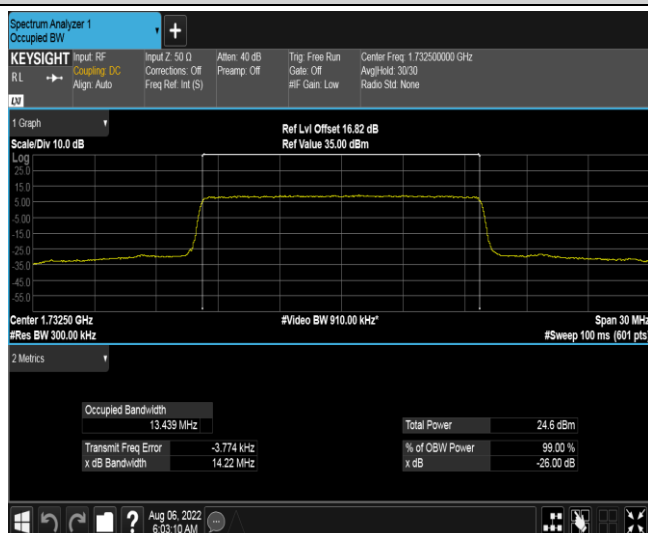 Spectrum Analyzer 1
Occupied BW
KEYSIGHT
R L
LXI
Input: RF
Coupling: DC
Align: Auto
Input Z: 50 Ω
Corrections: Off
Freq Ref: Int (S)
Atten: 40 dB
Preamp: Off
Trig: Free Run
Gate: Off
#IF Gain: Low
Center Freq: 1.732500000 GHz
Avg|Hold: 30/30
Radio Std: None
1 Graph
Scale/Div 10.0 dB
Ref Lvl Offset 16.82 dB
Ref Value 35.00 dBm
Log
25.0
15.0
5.00
-5.00
-15.0
-25.0
-35.0
-45.0
-55.0
Center 1.73250 GHz
#Video BW 910.00 kHz*
Span 30 MHz
#Res BW 300.00 kHz
#Sweep 100 ms (601 pts)
2 Metrics
Occupied Bandwidth
13.439 MHz
Total Power 24.6 dBm
Transmit Freq Error -3.774 kHz
% of OBW Power 99.00 %
x dB Bandwidth 14.22 MHz
x dB -26.00 dB
?
Aug 06, 2022
6:03:10 AM